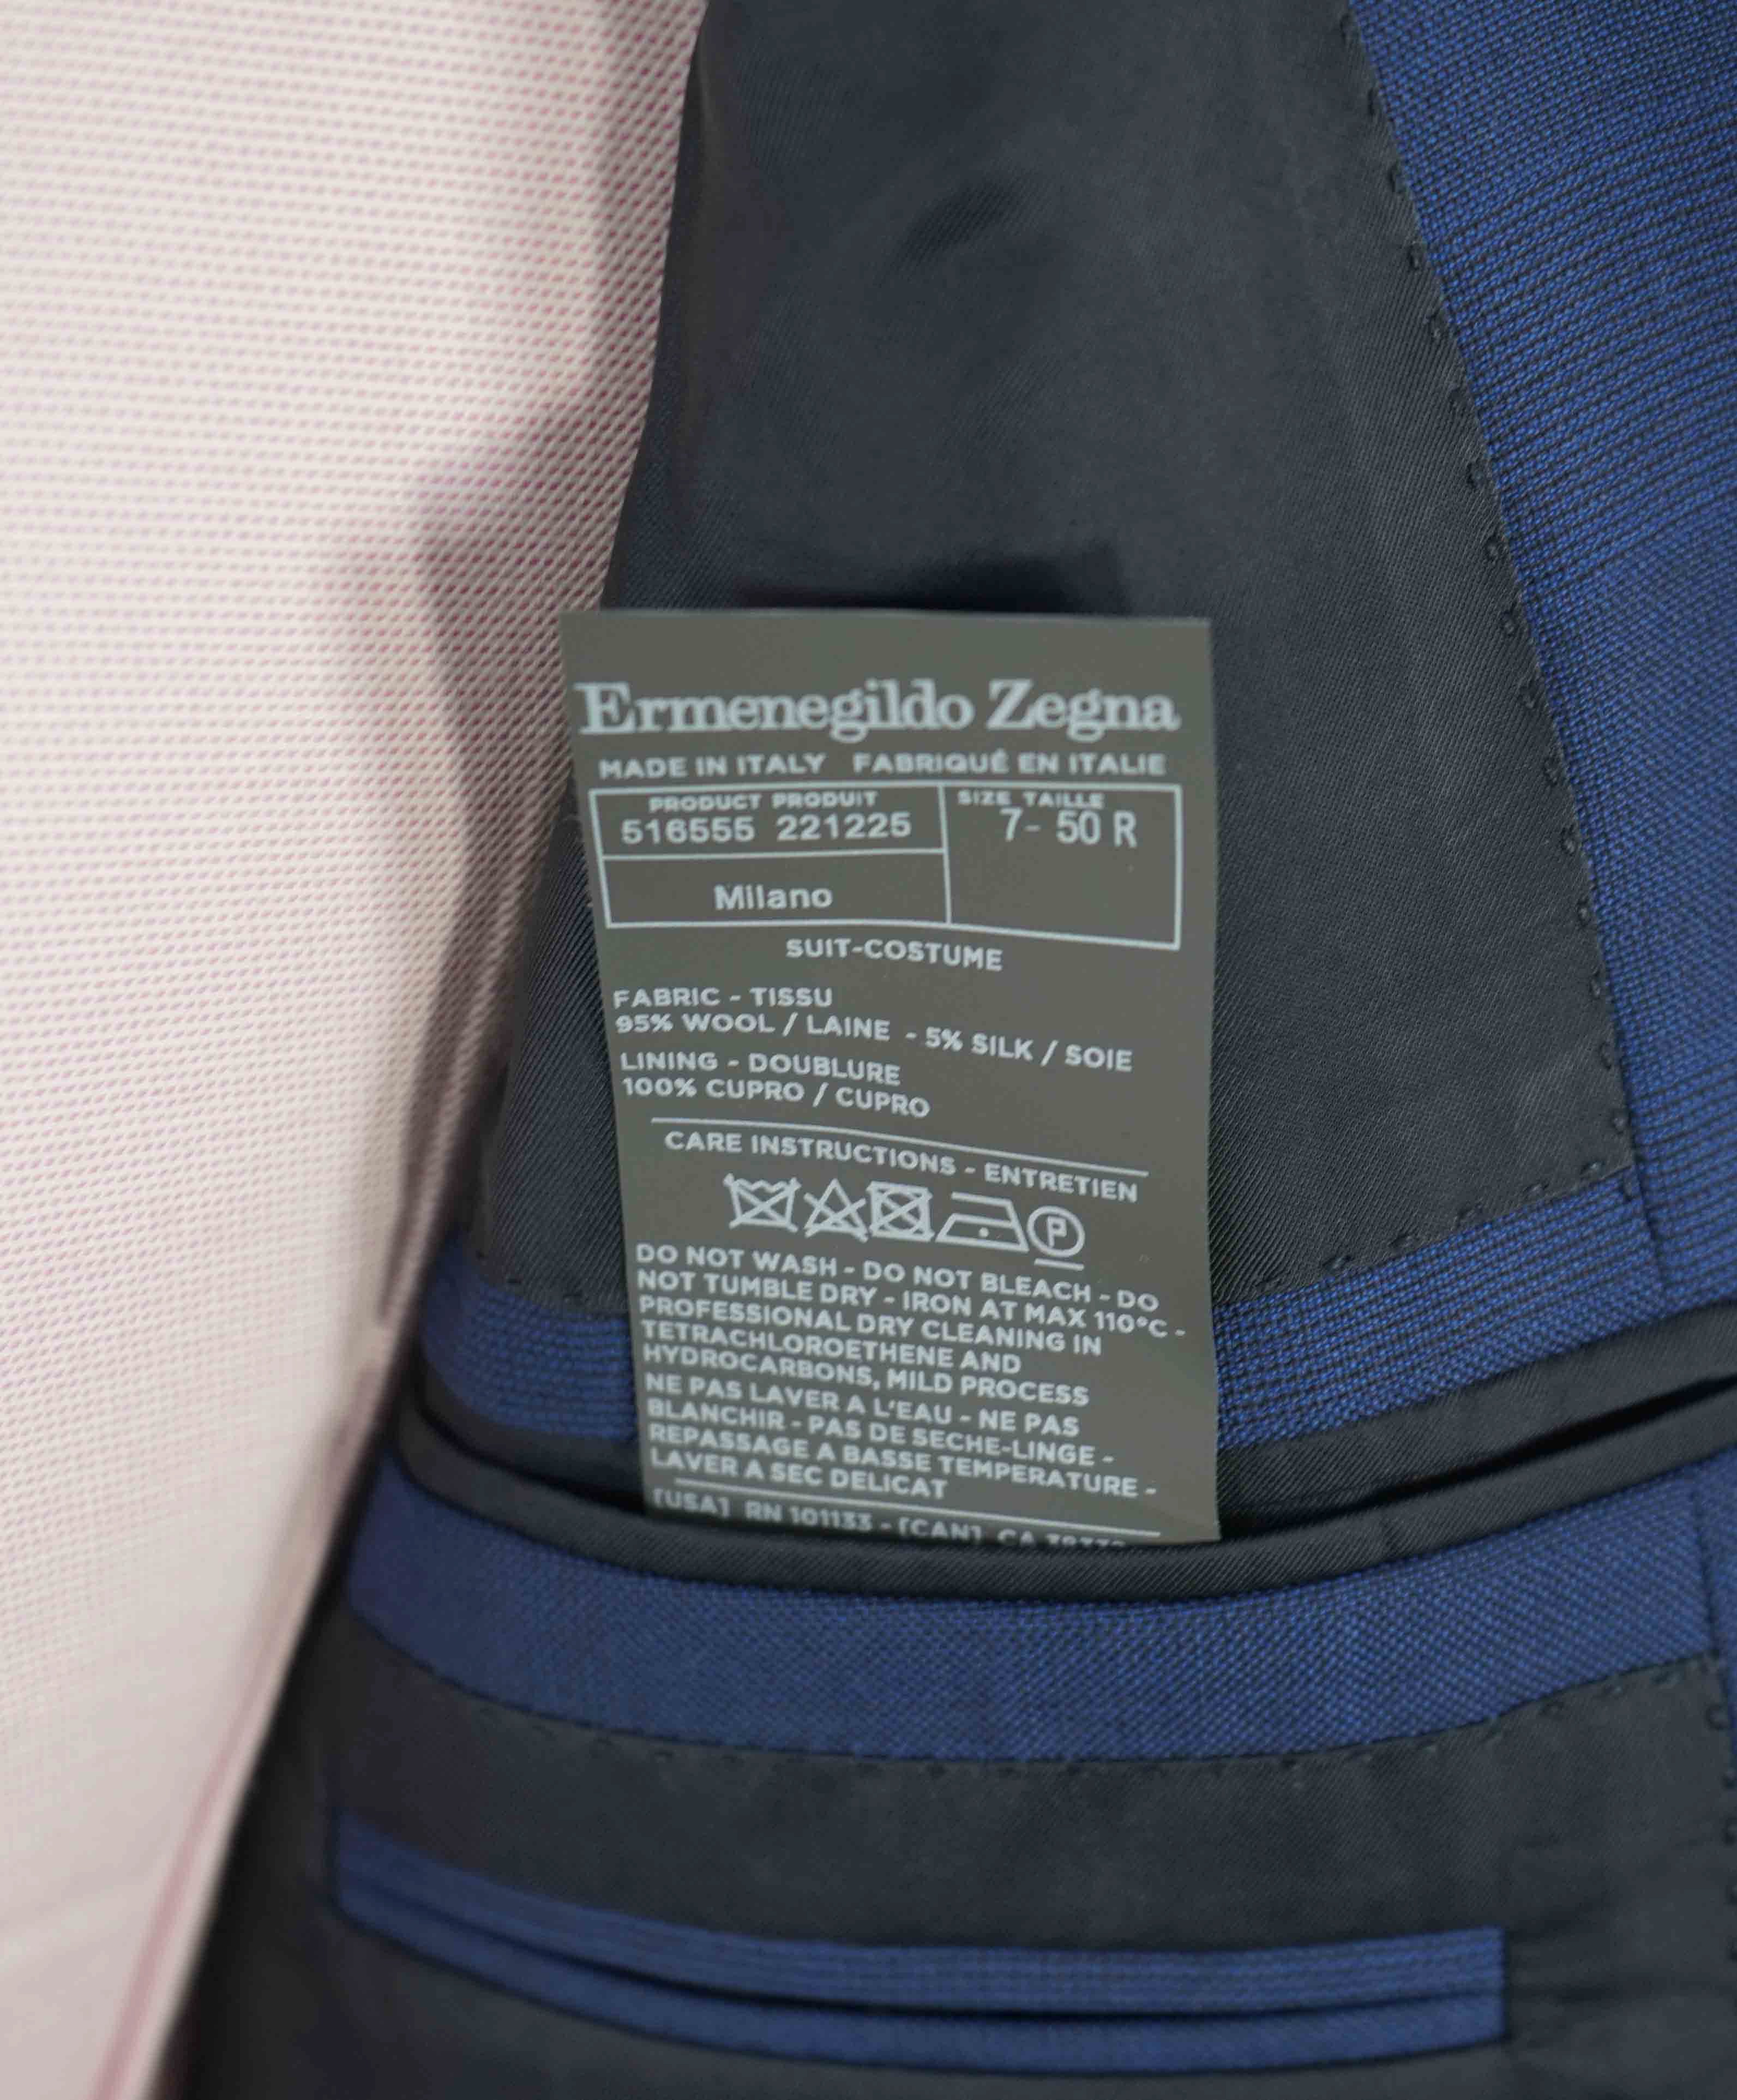 Ermenegildo Zegna
MADE IN ITALY FABRIQUÉ EN ITALIE
PRODUCT PRODUIT
516555 221225
SIZE TAILLE
7- 50 R
Milano
SUIT-COSTUME
FABRIC - TISSU
95% WOOL / LAINE - 5% SILK / SOIE
LINING - DOUBLURE
100% CUPRO / CUPRO
CARE INSTRUCTIONS - ENTRETIEN
P
DO NOT WASH - DO NOT BLEACH - DO
NOT TUMBLE DRY - IRON AT MAX 110°C -
PROFESSIONAL DRY CLEANING IN
TETRACHLOROETHENE AND
HYDROCARBONS, MILD PROCESS
NE PAS LAVER A L'EAU - NE PAS
BLANCHIR - PAS DE SECHE-LINGE -
REPASSAGE A BASSE TEMPERATURE -
LAVER A SEC DELICAT
[USA] RN 101133 - [CAN] CA